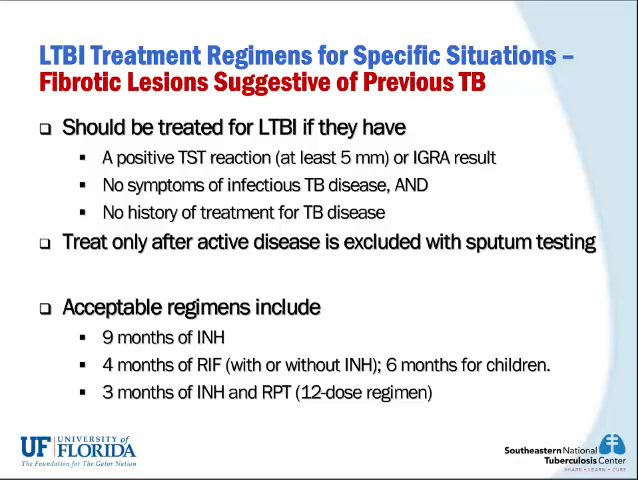 LTBI Treatment Regimens for Specific Situations –
Fibrotic Lesions Suggestive of Previous TB
Should be treated for LTBI if they have
A positive TST reaction (at least 5 mm) or IGRA result
No symptoms of infectious TB disease, AND
No history of treatment for TB disease
Treat only after active disease is excluded with sputum testing
Acceptable regimens include
9 months of INH
4 months of RIF (with or without INH); 6 months for children.
3 months of INH and RPT (12-dose regimen)
UF UNIVERSITY of
FLORIDA
The Foundation for The Gator Nation
Southeastern National
Tuberculosis Center
SHARE • LEARN • CURE